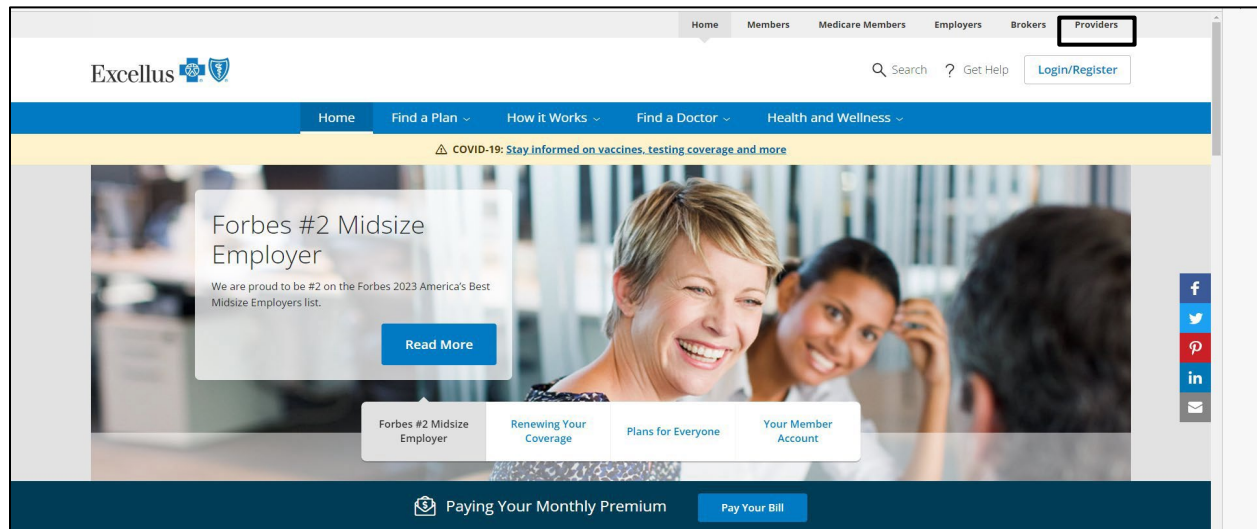 Home Members Medicare Members Employers Brokers Providers
Excellus
Search ? Get Help Login/Register
Home Find a Plan How it Works Find a Doctor Health and Wellness
COVID-19: Stay informed on vaccines, testing coverage and more
Forbes #2 Midsize
Employer
We are proud to be #2 on the Forbes 2023 America's Best
Midsize Employers list.
Read More
Forbes #2 Midsize
Employer
Renewing Your
Coverage
Plans for Everyone
Your Member
Account
Paying Your Monthly Premium Pay Your Bill